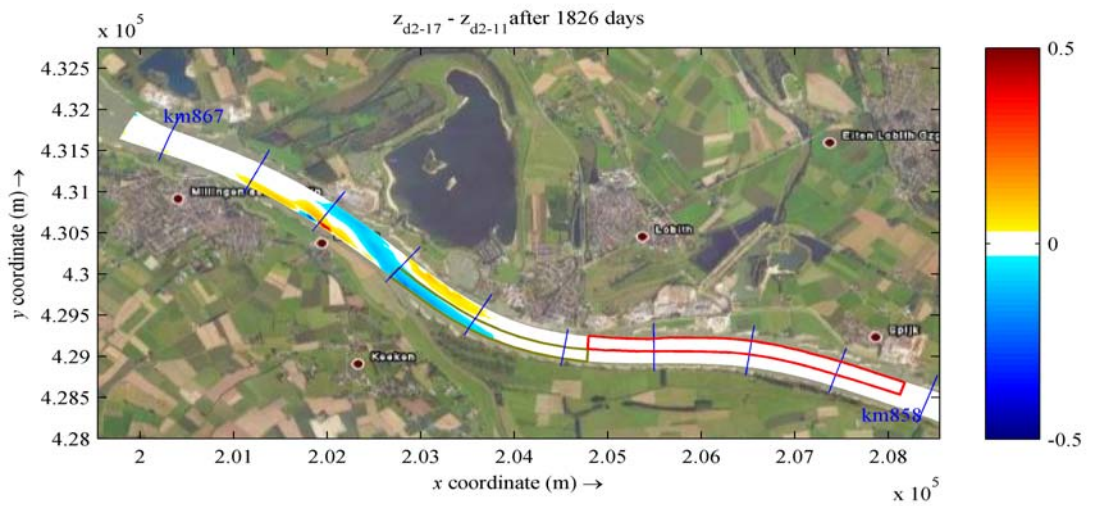 z_d2-17 - z_d2-11 after 1826 days
x 10^5
0.5
4.325
4.32
km867
4.315
4.31
Millingen
4.305
Lobith
0
4.3
4.295
Spijk
4.29
Keeken
4.285
km858
4.28
-0.5
2
2.01
2.02
2.03
2.04
2.05
2.06
2.07
2.08
x coordinate (m) →
x 10^5
y coordinate (m) →